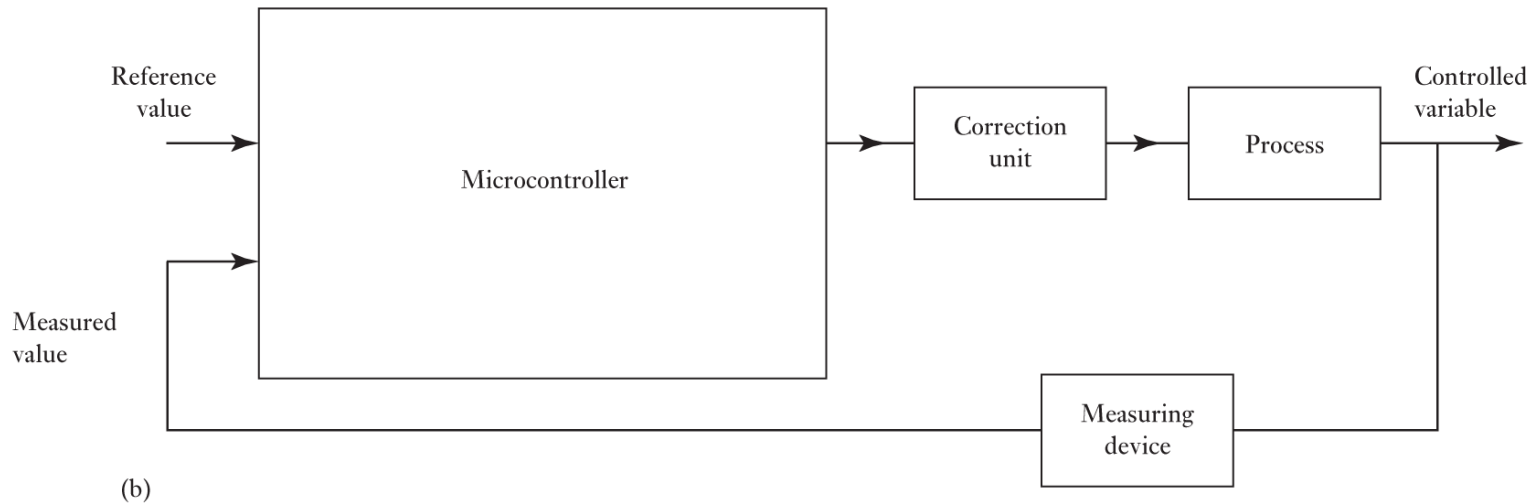 Reference
value
Microcontroller
Correction
unit
Process
Controlled
variable
Measured
value
Measuring
device
(b)